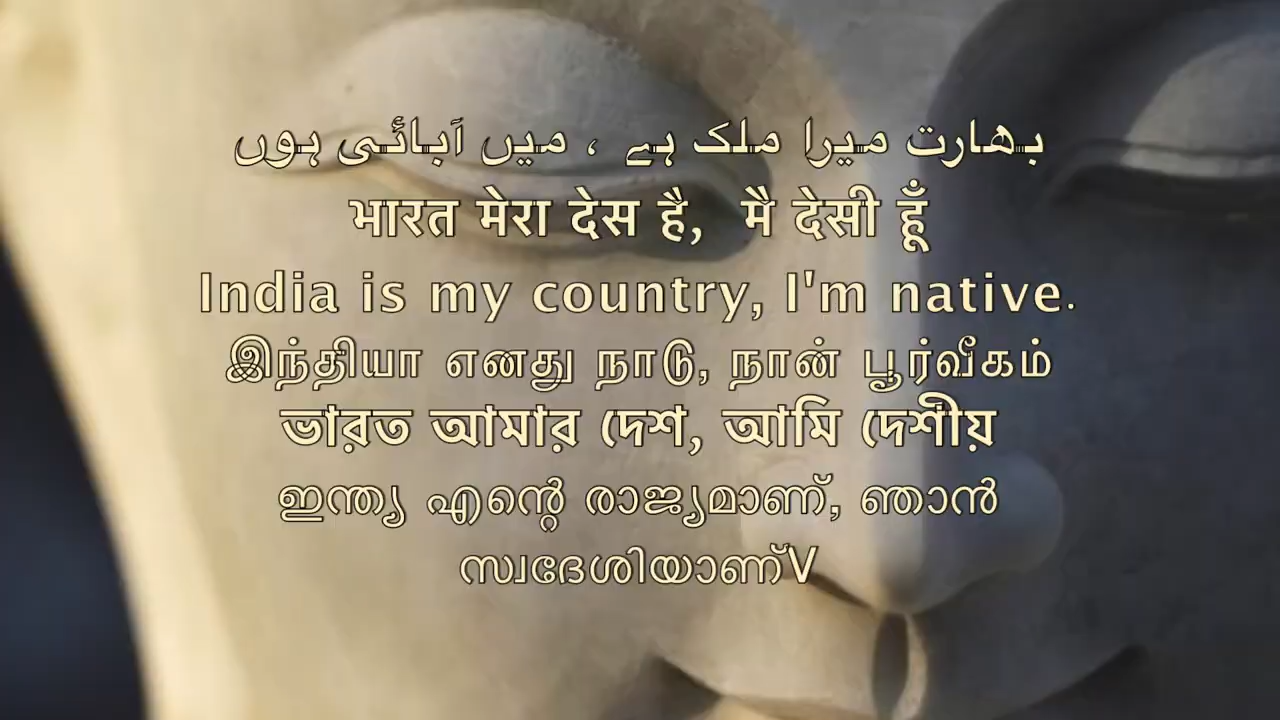 بھارت میرا ملک ہے ، میں آبائی ہوں
भारत मेरा देस है, मै देसी हूँ
India is my country, I'm native.
இந்தியா எனது நாடு, நான் பூர்வீகம்
ভারত আমার দেশ, আমি দেশীয়
ഇന്ത്യ എന്റെ രാജ്യമാണ്, ഞാൻ
സ്വദേശിയാണ്V